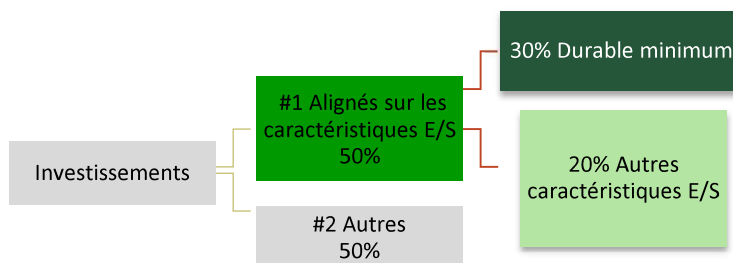 Investissements
#1 Alignés sur les
caractéristiques E/S
50%
#2 Autres
50%
30% Durable minimum
20% Autres
caractéristiques E/S